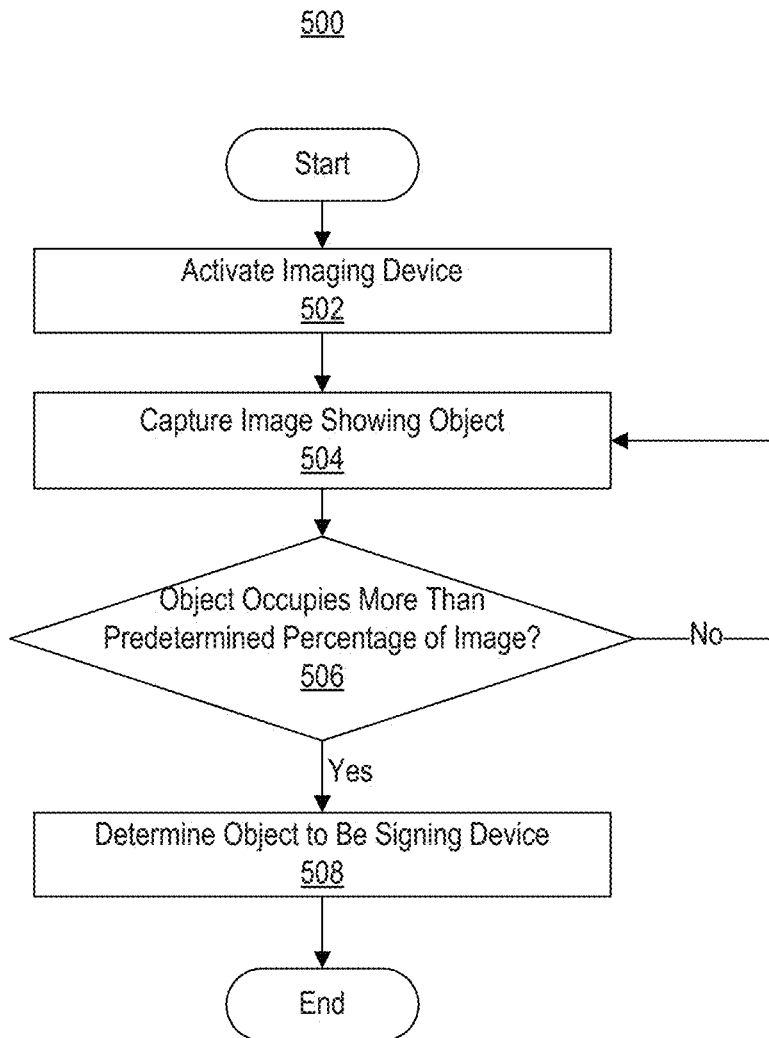 500
Start
Activate Imaging Device
502
Capture Image Showing Object
504
Object Occupies More Than
Predetermined Percentage of Image?
506
No
Yes
Determine Object to Be Signing Device
508
End